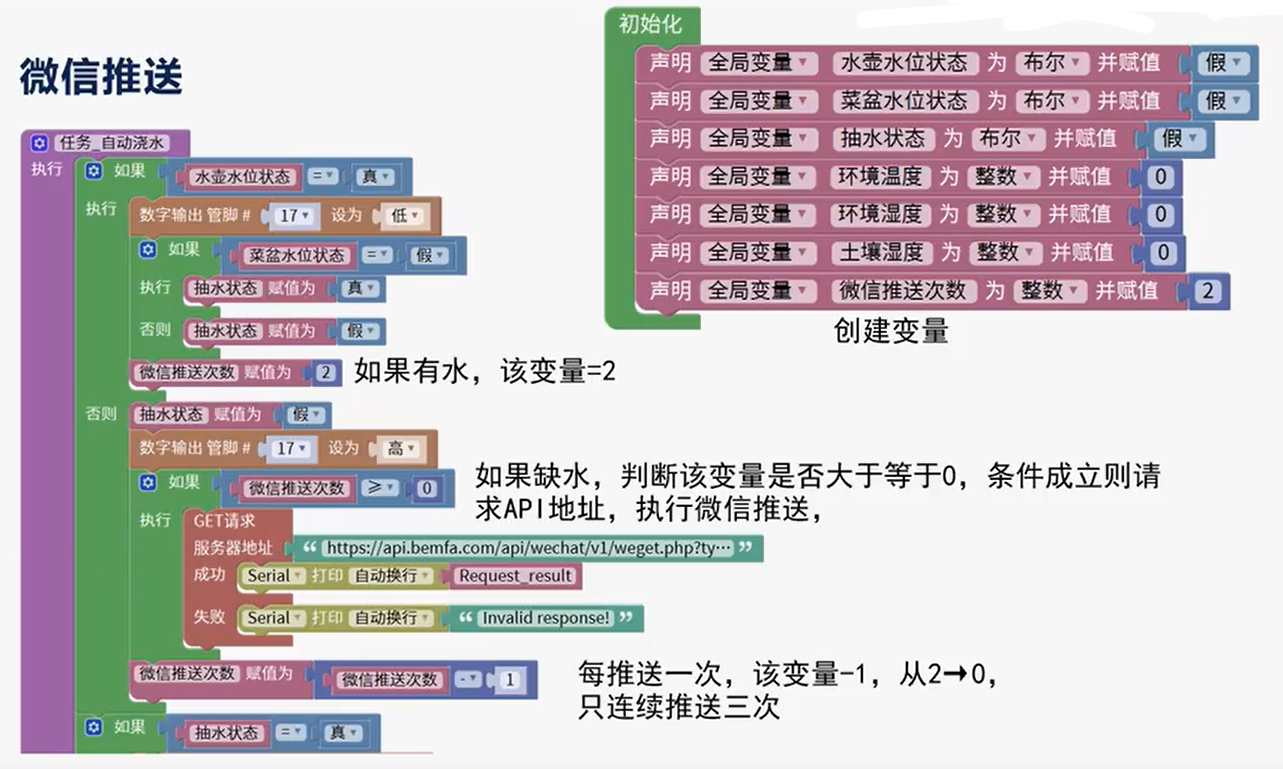 微信推送
初始化
声明 全局变量 水壶水位状态 为 布尔 并赋值 假
声明 全局变量 菜盆水位状态 为 布尔 并赋值 假
声明 全局变量 抽水状态 为 布尔 并赋值 假
声明 全局变量 环境温度 为 整数 并赋值 0
声明 全局变量 环境湿度 为 整数 并赋值 0
声明 全局变量 土壤湿度 为 整数 并赋值 0
声明 全局变量 微信推送次数 为 整数 并赋值 2
创建变量
任务_自动浇水
执行 如果 水壶水位状态 = 真
执行 数字输出 管脚 # 17 设为 低
如果 菜盆水位状态 = 假
执行 抽水状态 赋值为 真
否则 抽水状态 赋值为 假
微信推送次数 赋值为 2 如果有水，该变量=2
否则 抽水状态 赋值为 假
数字输出 管脚 # 17 设为 高
如果 微信推送次数 ≥ 0
如果缺水，判断该变量是否大于等于0，条件成立则请
求API地址，执行微信推送，
执行 GET请求
服务器地址 “ https://api.bemfa.com/api/wechat/v1/weget.php?ty… ”
成功 Serial 打印 自动换行 Request_result
失败 Serial 打印 自动换行 “ Invalid response! ”
微信推送次数 赋值为 微信推送次数 - 1
每推送一次，该变量-1，从2→0，
只连续推送三次
如果 抽水状态 = 真